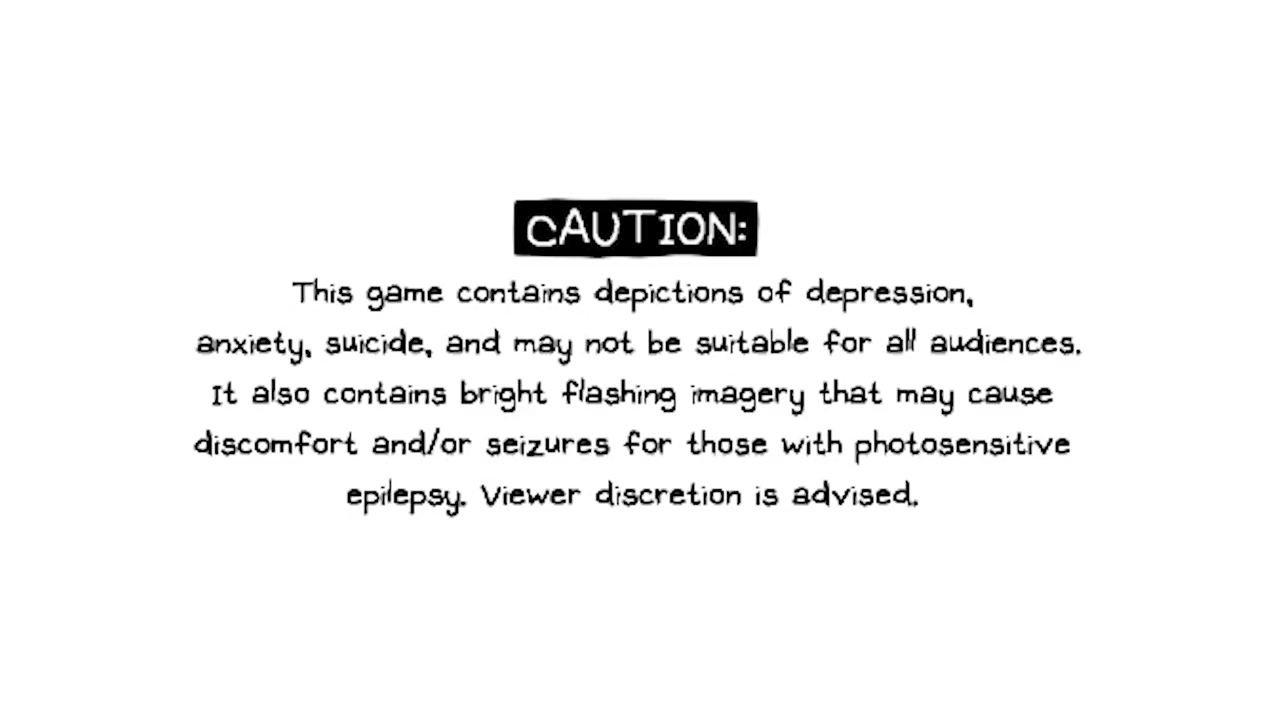 CAUTION:
This game contains depictions of depression,
anxiety, suicide, and may not be suitable for all audiences.
It also contains bright flashing imagery that may cause
discomfort and/or seizures for those with photosensitive
epilepsy. Viewer discretion is advised.